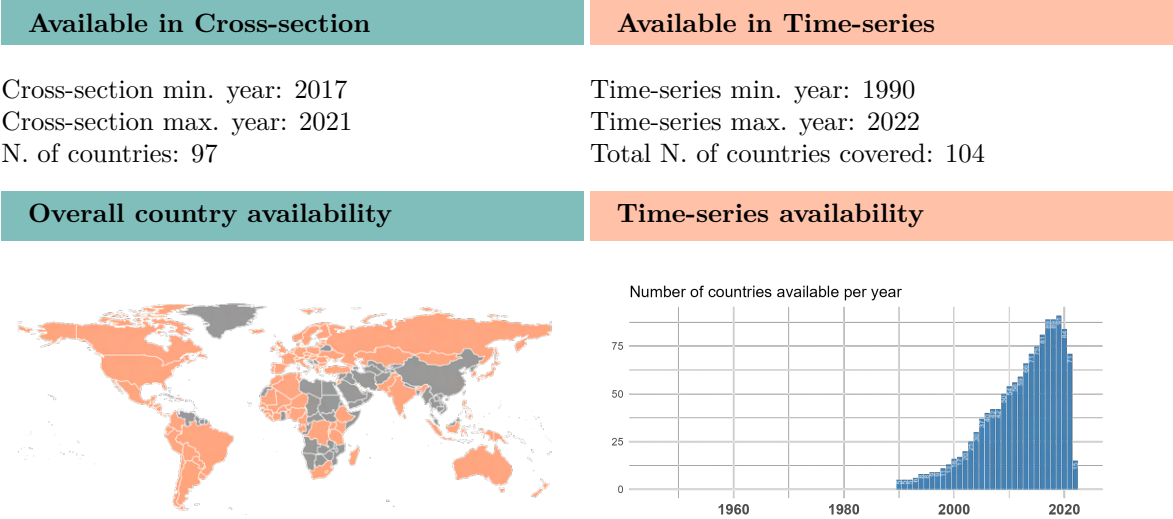 Available in Cross-section
Available in Time-series
Cross-section min. year: 2017
Cross-section max. year: 2021
N. of countries: 97
Time-series min. year: 1990
Time-series max. year: 2022
Total N. of countries covered: 104
Overall country availability
Time-series availability
Number of countries available per year
75
50
25
0
1960
1980
2000
2020